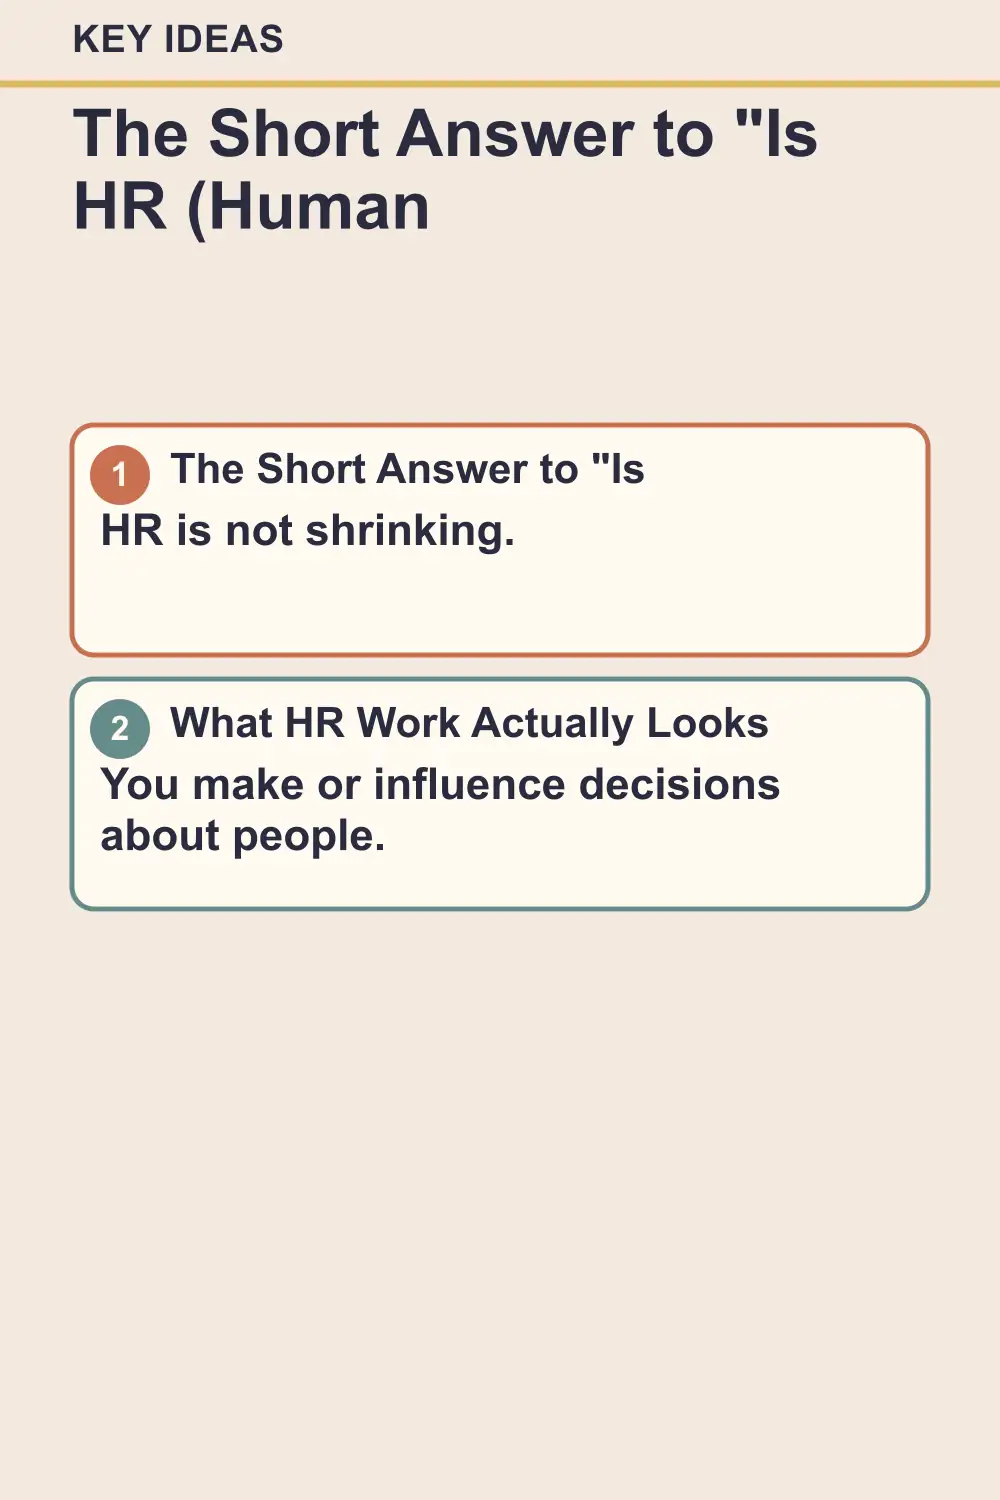 KEY IDEAS
The Short Answer to "Is
HR (Human
1 The Short Answer to "Is
HR is not shrinking.
2 What HR Work Actually Looks
You make or influence decisions
about people.